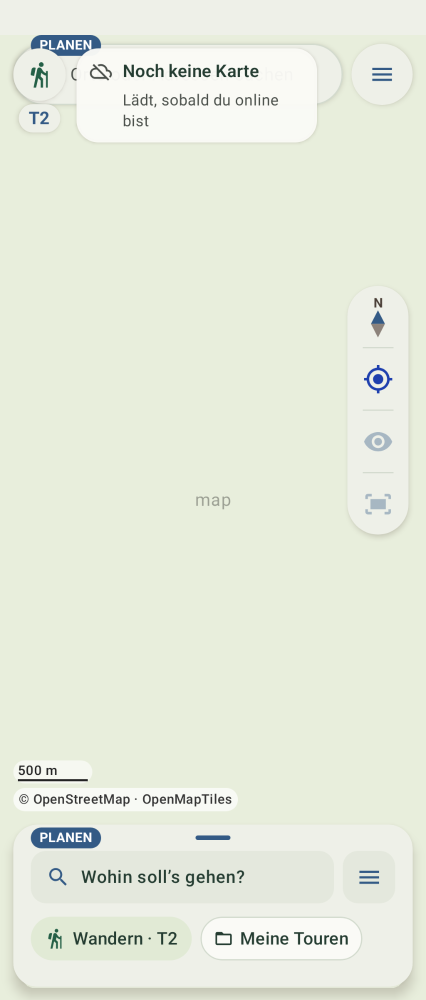 PLANEN
Noch keine Karte
Lädt, sobald du online
bist
T2
N
map
500 m
© OpenStreetMap · OpenMapTiles
PLANEN
Wohin soll’s gehen?
Wandern · T2
Meine Touren